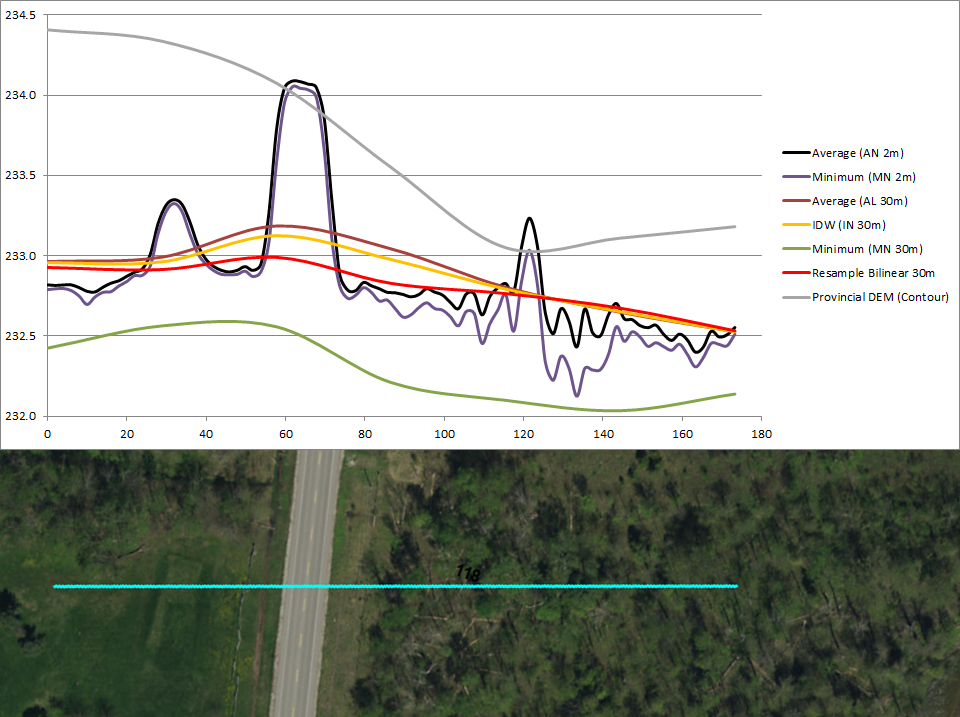 234.5
234.0
233.5
233.0
232.5
232.0
0 20 40 60 80 100 120 140 160 180
Average (AN 2m)
Minimum (MN 2m)
Average (AL 30m)
IDW (IN 30m)
Minimum (MN 30m)
Resample Bilinear 30m
Provincial DEM (Contour)
118